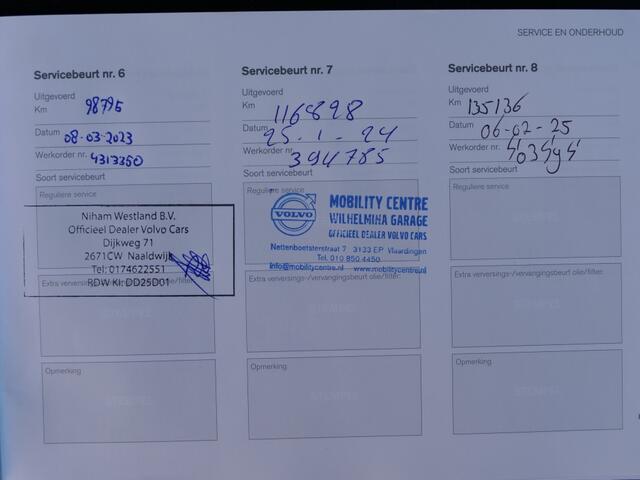 SERVICE EN ONDERHOUD
Servicebeurt nr. 6
Uitgevoerd
Km 98795
Datum 08-03-2023
Werkorder nr. 4313350
Soort servicebeurt
Reguliere service
Niham Westland B.V.
Officieel Dealer Volvo Cars
Dijkweg 71
2671CW Naaldwijk
Tel: 0174622551
RDW Kl: DD25D01
Extra verversings-/vervangingsbeurt olie/filter:
Opmerking
Servicebeurt nr. 7
Uitgevoerd
Km 116898
Datum 25-1-24
Werkorder nr. 394785
Soort servicebeurt
Reguliere service
VOLVO
MOBILITY CENTRE
WILHELMINA GARAGE
OFFICIEEL DEALER VOLVO CARS
Nettenboetsterstraat 7 3133 EP Vlaardingen
Tel. 010 850 4450
info@mobilitycentre.nl www.mobilitycentre.nl
Extra verversings-/vervangingsbeurt olie/filter:
Opmerking
Servicebeurt nr. 8
Uitgevoerd
Km 135136
Datum 06-02-25
Werkorder nr.
Soort servicebeurt
Reguliere service
Extra verversings-/vervangingsbeurt olie/filter:
Opmerking